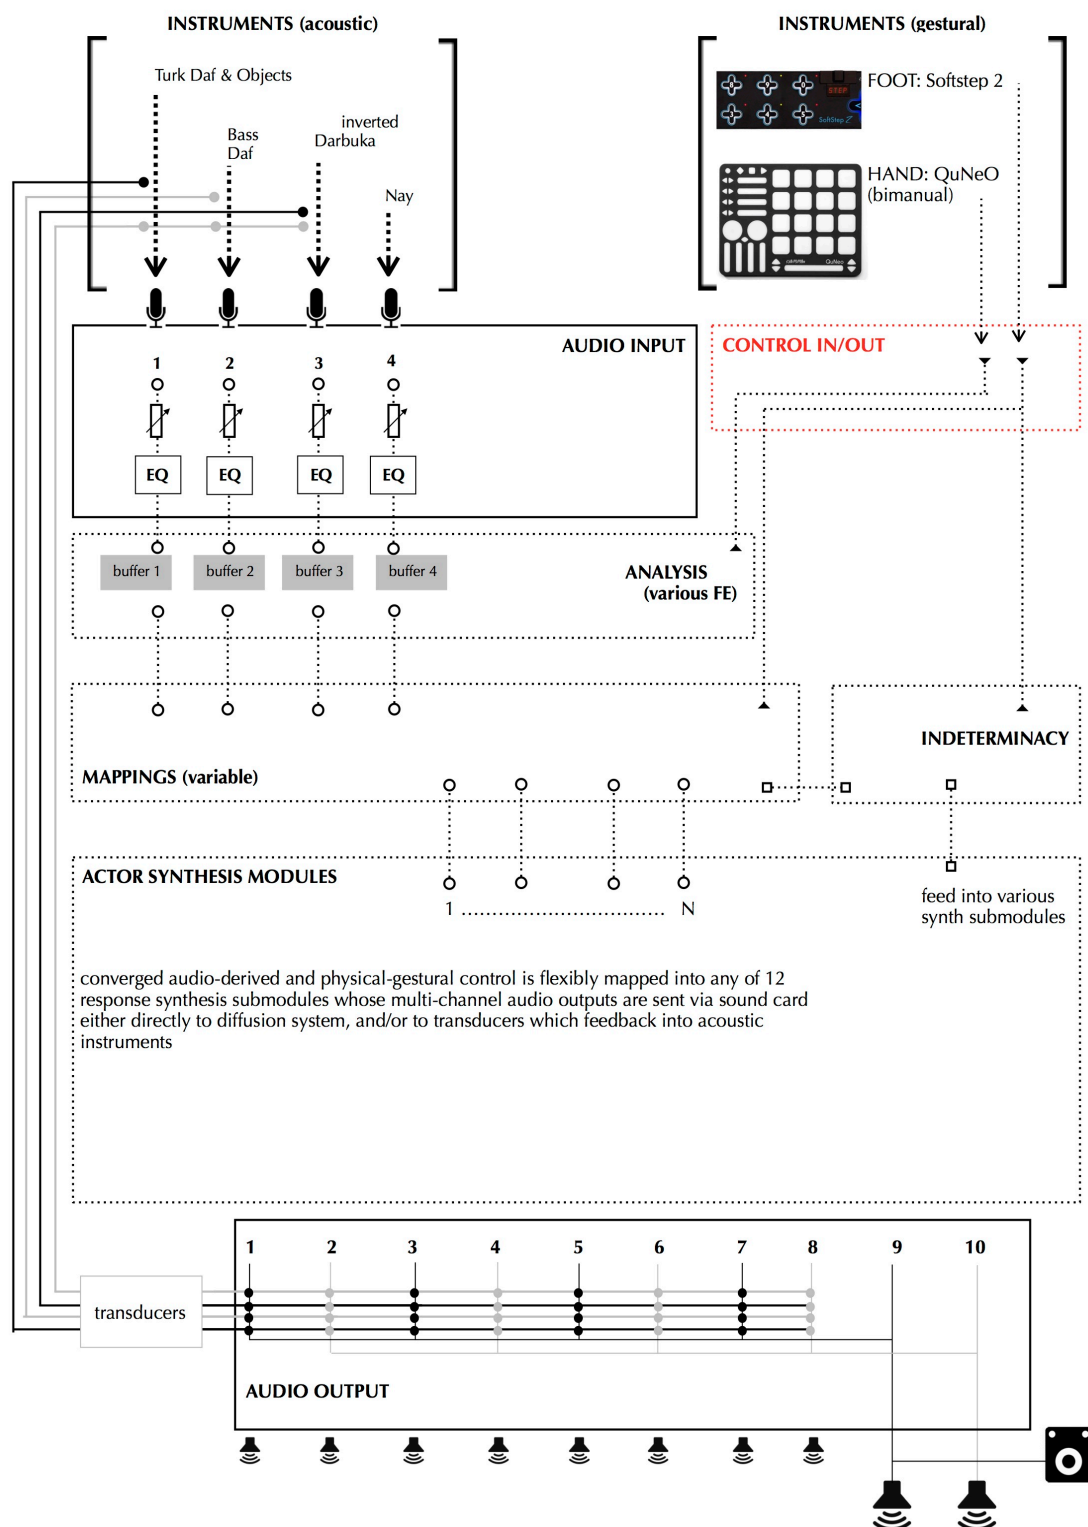 INSTRUMENTS (acoustic)
Turk Daf & Objects
Bass
Daf
inverted
Darbuka
Nay
INSTRUMENTS (gestural)
FOOT: Softstep 2
STEP
SoftStep 2
HAND: QuNeO
(bimanual)
QuNeo
AUDIO INPUT
1 2 3 4
EQ EQ EQ EQ
CONTROL IN/OUT
buffer 1 buffer 2 buffer 3 buffer 4
ANALYSIS
(various FE)
MAPPINGS (variable)
INDETERMINACY
ACTOR SYNTHESIS MODULES
1 ................................ N
feed into various
synth submodules
converged audio-derived and physical-gestural control is flexibly mapped into any of 12
response synthesis submodules whose multi-channel audio outputs are sent via sound card
either directly to diffusion system, and/or to transducers which feedback into acoustic
instruments
1 2 3 4 5 6 7 8 9 10
transducers
AUDIO OUTPUT